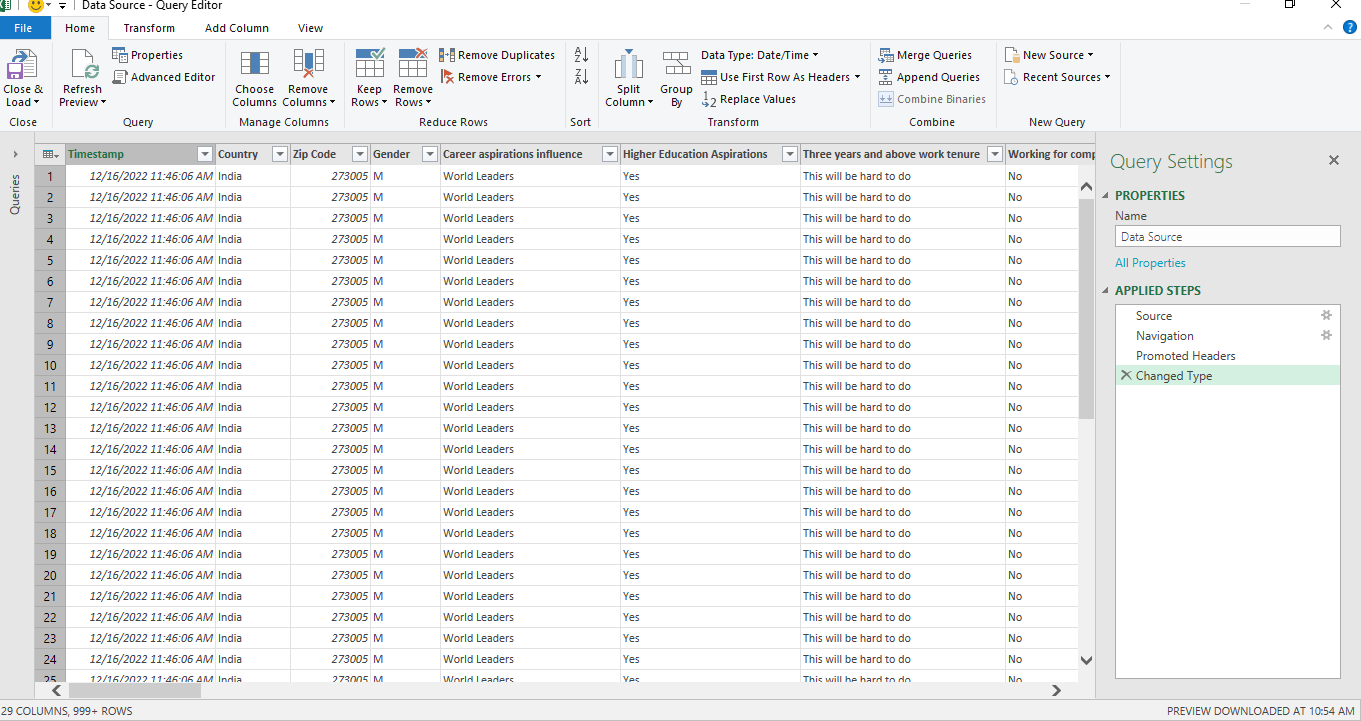 Data Source - Query Editor
File Home Transform Add Column View
Close & Load
Refresh Preview
Properties
Advanced Editor
Choose Columns
Remove Columns
Keep Rows
Remove Rows
Remove Duplicates
Remove Errors
Split Column
Group By
Data Type: Date/Time
Use First Row As Headers
Replace Values
Merge Queries
Append Queries
Combine Binaries
New Source
Recent Sources
Close Query Manage Columns Reduce Rows Sort Transform Combine New Query
Queries
Timestamp Country Zip Code Gender Career aspirations influence Higher Education Aspirations Three years and above work tenure Working for comp
1 12/16/2022 11:46:06 AM India 273005 M World Leaders Yes This will be hard to do No
2 12/16/2022 11:46:06 AM India 273005 M World Leaders Yes This will be hard to do No
3 12/16/2022 11:46:06 AM India 273005 M World Leaders Yes This will be hard to do No
4 12/16/2022 11:46:06 AM India 273005 M World Leaders Yes This will be hard to do No
5 12/16/2022 11:46:06 AM India 273005 M World Leaders Yes This will be hard to do No
6 12/16/2022 11:46:06 AM India 273005 M World Leaders Yes This will be hard to do No
7 12/16/2022 11:46:06 AM India 273005 M World Leaders Yes This will be hard to do No
8 12/16/2022 11:46:06 AM India 273005 M World Leaders Yes This will be hard to do No
9 12/16/2022 11:46:06 AM India 273005 M World Leaders Yes This will be hard to do No
10 12/16/2022 11:46:06 AM India 273005 M World Leaders Yes This will be hard to do No
11 12/16/2022 11:46:06 AM India 273005 M World Leaders Yes This will be hard to do No
12 12/16/2022 11:46:06 AM India 273005 M World Leaders Yes This will be hard to do No
13 12/16/2022 11:46:06 AM India 273005 M World Leaders Yes This will be hard to do No
14 12/16/2022 11:46:06 AM India 273005 M World Leaders Yes This will be hard to do No
15 12/16/2022 11:46:06 AM India 273005 M World Leaders Yes This will be hard to do No
16 12/16/2022 11:46:06 AM India 273005 M World Leaders Yes This will be hard to do No
17 12/16/2022 11:46:06 AM India 273005 M World Leaders Yes This will be hard to do No
18 12/16/2022 11:46:06 AM India 273005 M World Leaders Yes This will be hard to do No
19 12/16/2022 11:46:06 AM India 273005 M World Leaders Yes This will be hard to do No
20 12/16/2022 11:46:06 AM India 273005 M World Leaders Yes This will be hard to do No
21 12/16/2022 11:46:06 AM India 273005 M World Leaders Yes This will be hard to do No
22 12/16/2022 11:46:06 AM India 273005 M World Leaders Yes This will be hard to do No
23 12/16/2022 11:46:06 AM India 273005 M World Leaders Yes This will be hard to do No
24 12/16/2022 11:46:06 AM India 273005 M World Leaders Yes This will be hard to do No
25 12/16/2022 11:46:06 AM India 273005 M World Leaders Yes This will be hard to do No
Query Settings
PROPERTIES
Name
Data Source
All Properties
APPLIED STEPS
Source
Navigation
Promoted Headers
Changed Type
29 COLUMNS, 999+ ROWS
PREVIEW DOWNLOADED AT 10:54 AM